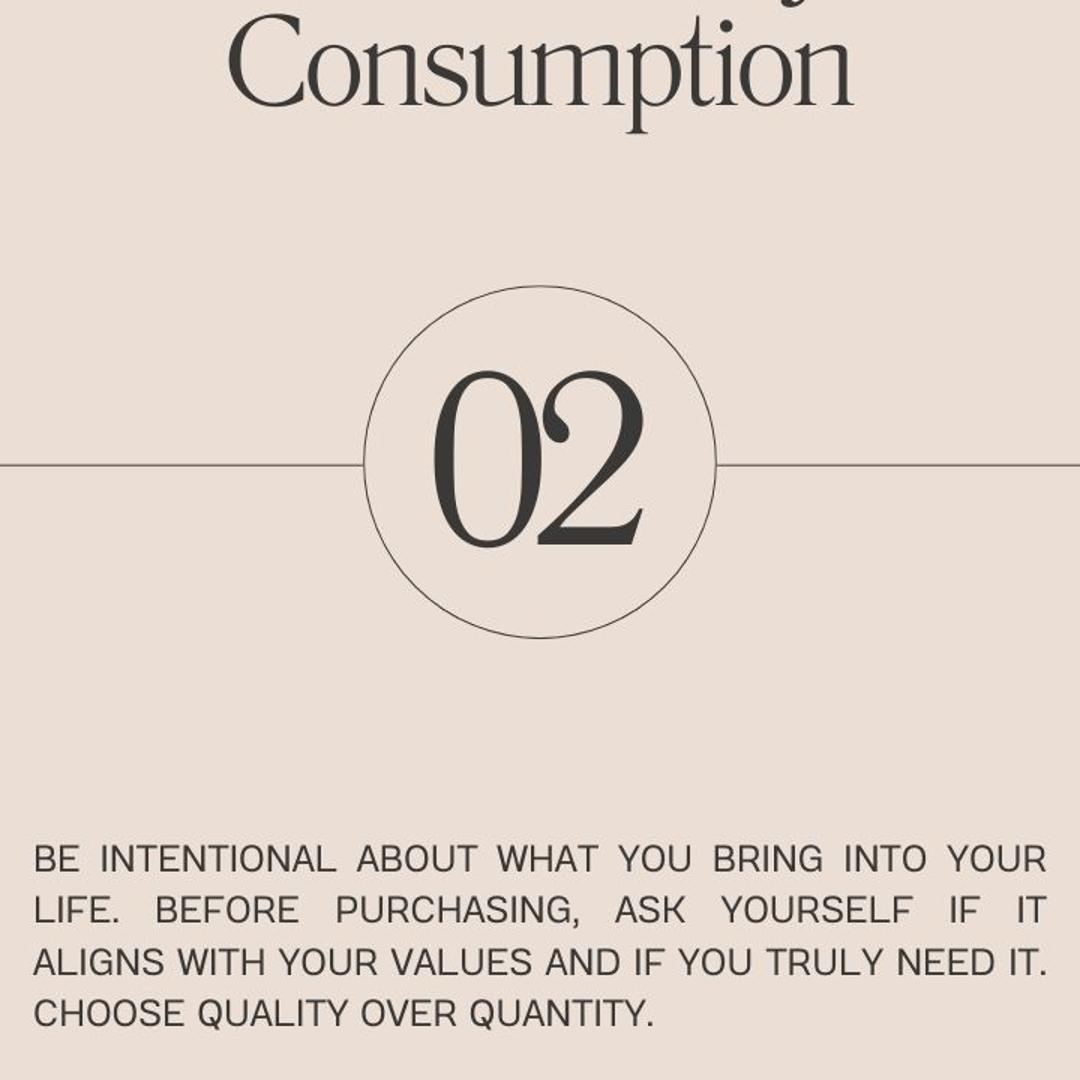 Consumption
02
BE INTENTIONAL ABOUT WHAT YOU BRING INTO YOUR
LIFE. BEFORE PURCHASING, ASK YOURSELF IF IT
ALIGNS WITH YOUR VALUES AND IF YOU TRULY NEED IT.
CHOOSE QUALITY OVER QUANTITY.